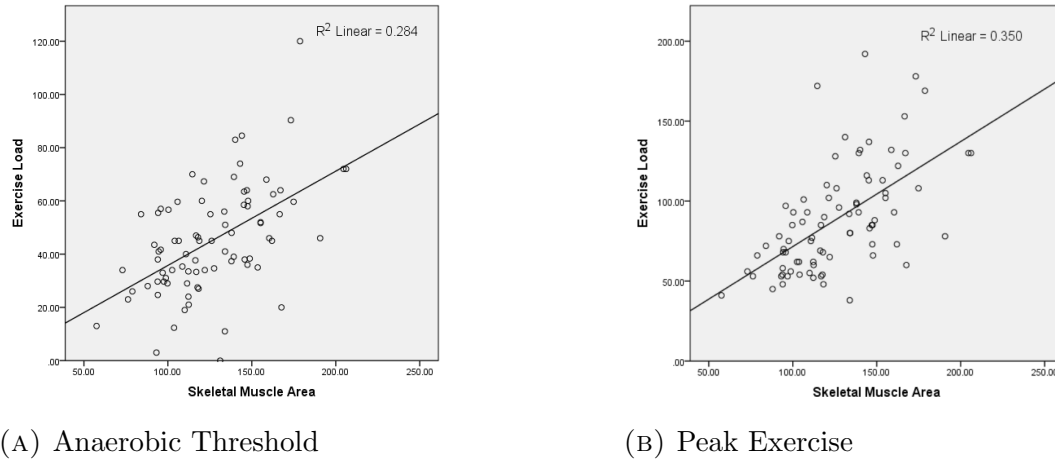 R² Linear = 0.284
120.00
100.00
80.00
60.00
40.00
20.00
.00
Exercise Load
50.00 100.00 150.00 200.00 250.00
Skeletal Muscle Area
(A) Anaerobic Threshold
R² Linear = 0.350
200.00
150.00
100.00
50.00
.00
Exercise Load
50.00 100.00 150.00 200.00 250.00
Skeletal Muscle Area
(B) Peak Exercise